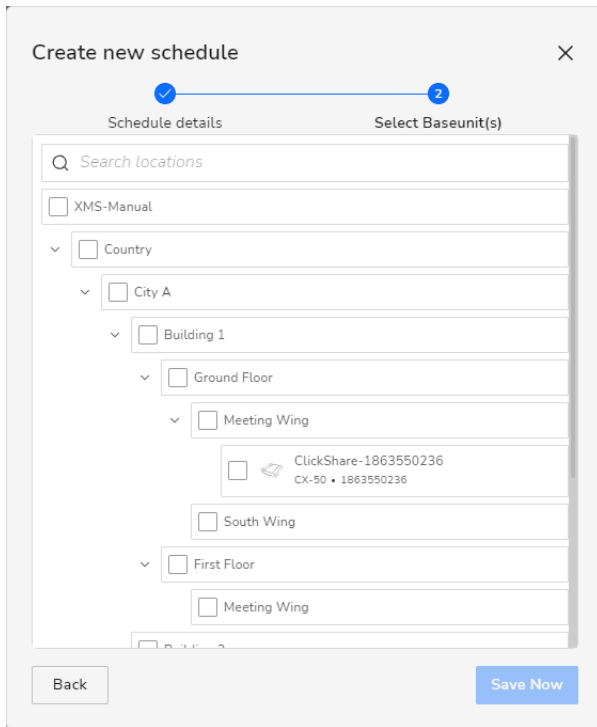 Create new schedule
2
Schedule details
Select Baseunit(s)
Search locations
XMS-Manual
Country
City A
Building 1
Ground Floor
Meeting Wing
ClickShare-1863550236
CX-50 • 1863550236
South Wing
First Floor
Meeting Wing
Back
Save Now